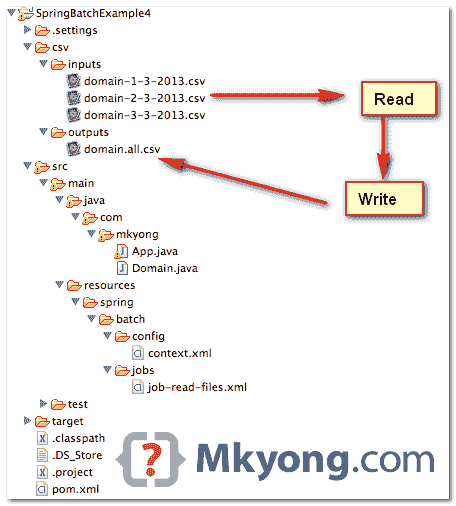 SpringBatchExample4
.settings
csv
inputs
domain-1-3-2013.csv
domain-2-3-2013.csv
domain-3-3-2013.csv
Read
outputs
domain.all.csv
src
main
Write
java
com
mkyong
App.java
Domain.java
resources
spring
batch
config
context.xml
jobs
job-read-files.xml
test
target
.classpath
.DS_Store
.project
pom.xml
{?} Mkyong.com